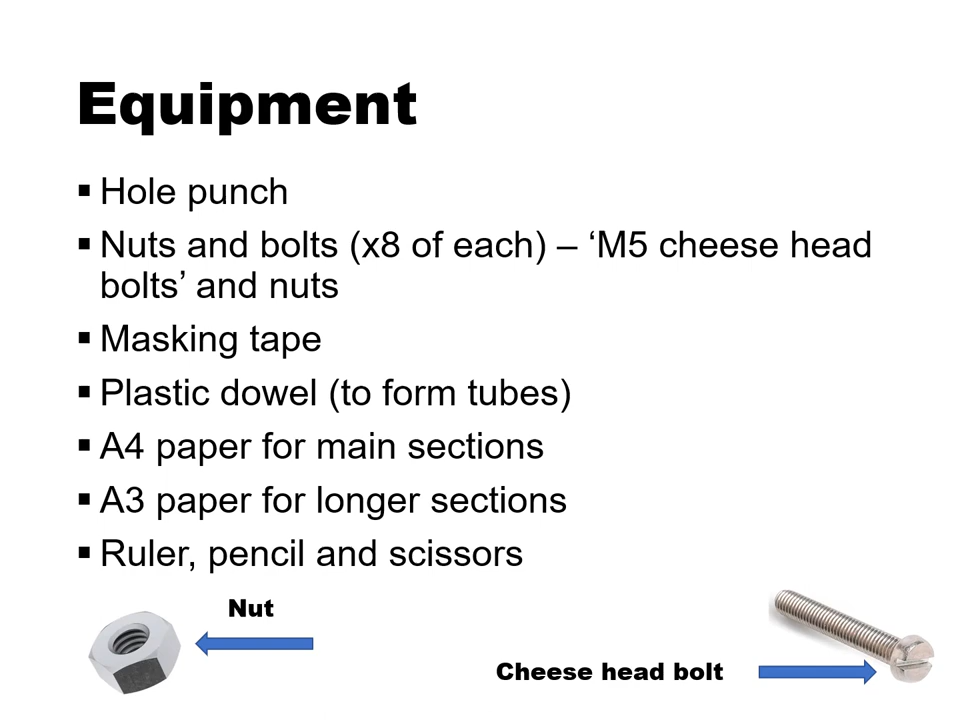 Equipment
▪ Hole punch
▪ Nuts and bolts (x8 of each) – ‘M5 cheese head
bolts’ and nuts
▪ Masking tape
▪ Plastic dowel (to form tubes)
▪ A4 paper for main sections
▪ A3 paper for longer sections
▪ Ruler, pencil and scissors
Nut
Cheese head bolt